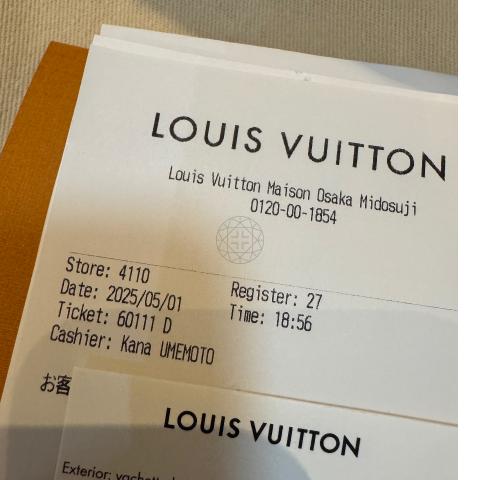 LOUIS VUITTON
Louis Vuitton Maison Osaka Midosuji
0120-00-1854
Store: 4110
Register: 27
Date: 2025/05/01
Time: 18:56
Ticket: 60111 D
Cashier: Kana UMEMOTO
お客
LOUIS VUITTON
Exterior: